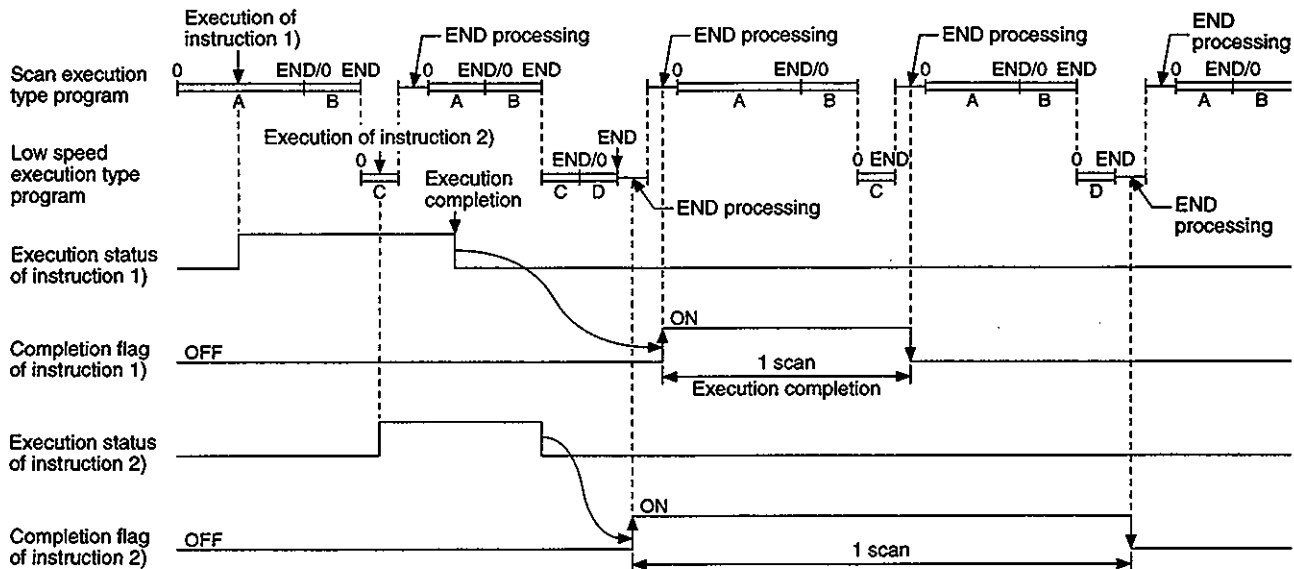 Execution of
instruction 1)
END processing
END processing
END processing
END
processing
Scan execution
type program
0 END/0 END 0 END/0 END 0 END/0 0 END/0 END 0 END/0
A B A B A B A B A B
Execution of instruction 2)
Low speed
execution type
program
0 END/0 END 0 END 0 END
C C D C D
Execution
completion
END processing
END
processing
Execution status
of instruction 1)
ON
Completion flag
of instruction 1)
OFF
1 scan
Execution completion
Execution status
of instruction 2)
ON
Completion flag
of instruction 2)
OFF
1 scan